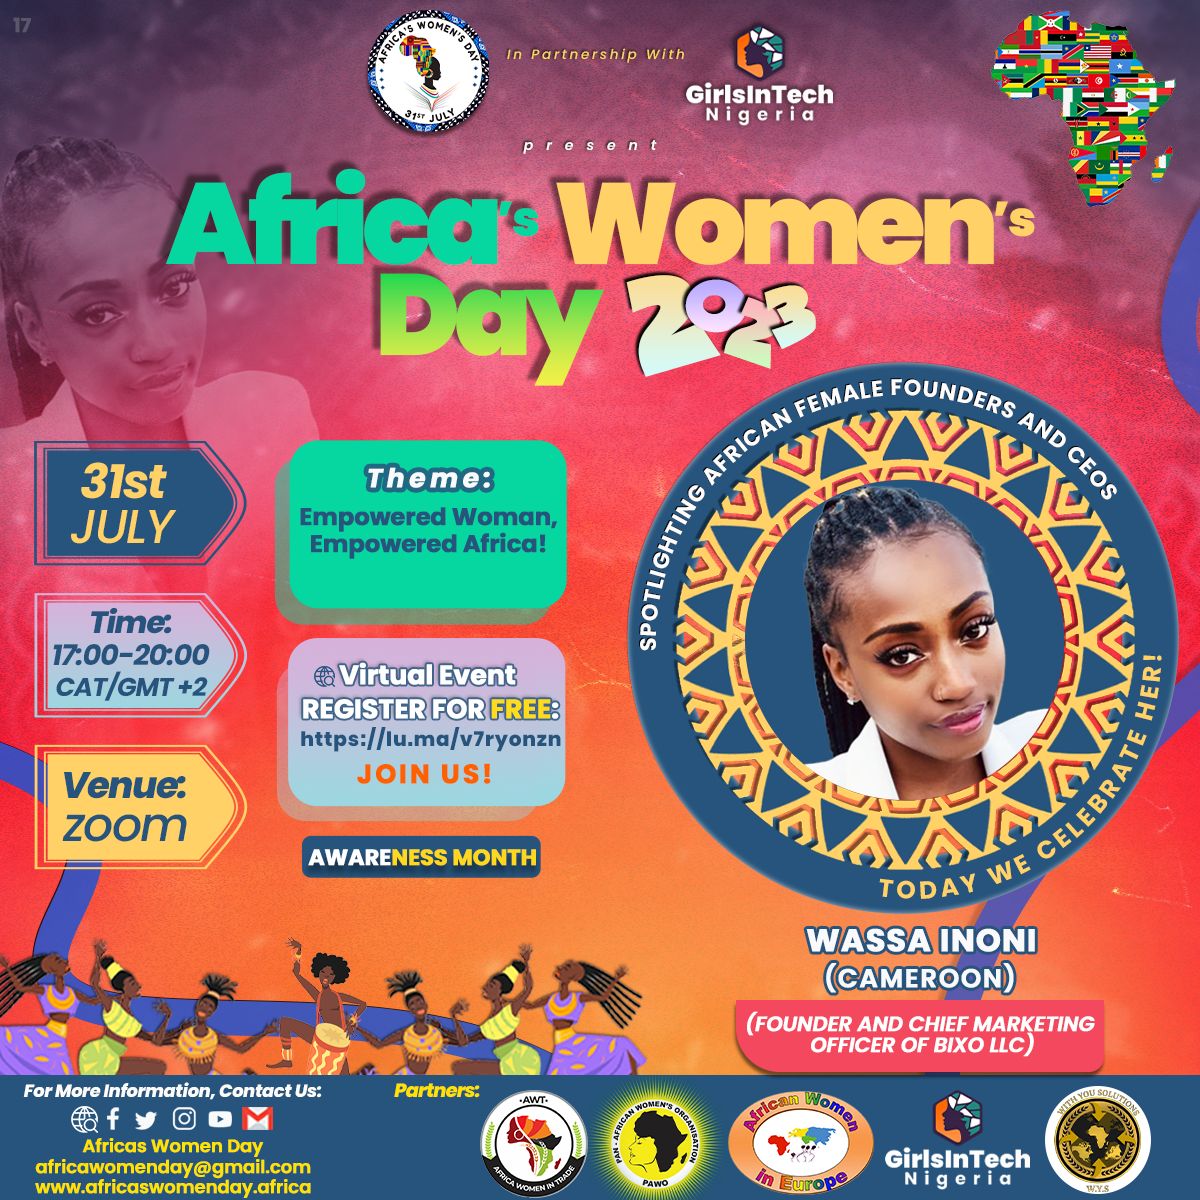 17
AFRICA'S WOMEN'S DAY
31ST JULY
In Partnership With
GirlsInTech
Nigeria
present
Africa's Women's
Day 2023
SPOTLIGHTING AFRICAN FEMALE FOUNDERS AND CEOS
TODAY WE CELEBRATE HER!
31st
JULY
Theme:
Empowered Woman,
Empowered Africa!
Time:
17:00-20:00
CAT/GMT +2
Virtual Event
REGISTER FOR FREE:
https://lu.ma/v7ryonzn
JOIN US!
Venue:
zoom
AWARENESS MONTH
WASSA INONI
(CAMEROON)
(FOUNDER AND CHIEF MARKETING
OFFICER OF BIXO LLC)
For More Information, Contact Us:
Africas Women Day
africawomenday@gmail.com
www.africaswomenday.africa
Partners:
·AWT·
AFRICA WOMEN IN TRADE
PAN - AFRICAN WOMEN'S ORGANISATION
PAWO
African Women
in Europe
GirlsInTech
Nigeria
WITH YOU SOLUTIONS
W.Y.S